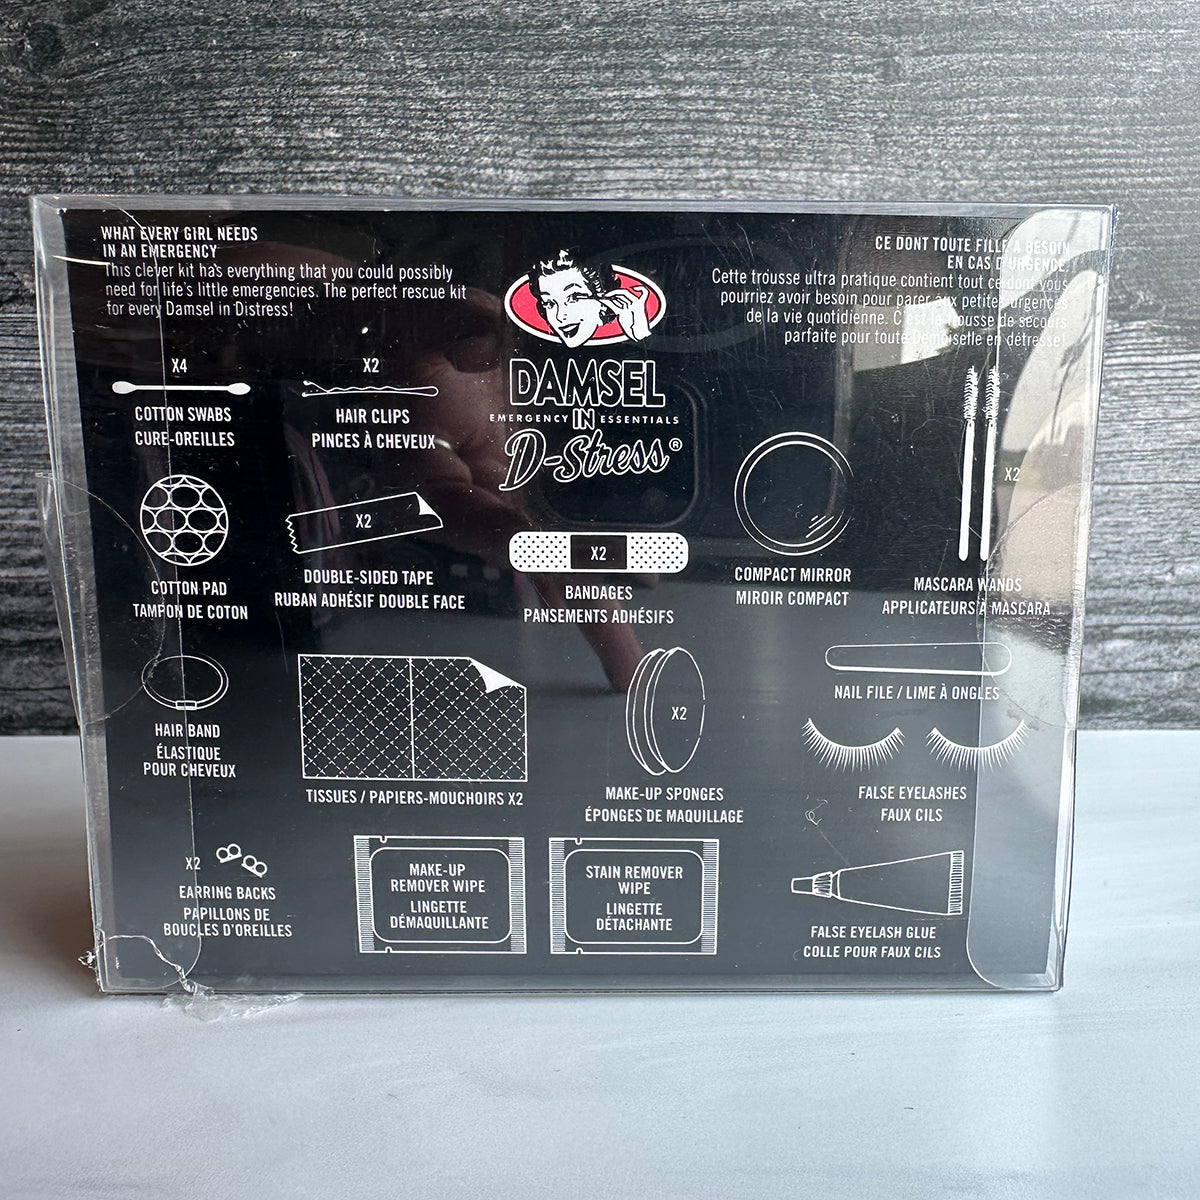 WHAT EVERY GIRL NEEDS
IN AN EMERGENCY
This clever kit has everything that you could possibly
need for life's little emergencies. The perfect rescue kit
for every Damsel in Distress!
CE DONT TOUTE FILLE A BESOIN
EN CAS D'URGENCE.
Cette trousse ultra pratique contient tout ce dont vous
pourriez avoir besoin pour parer aux petites urgences
de la vie quotidienne. C'est la trousse de secours
parfaite pour toute Demoiselle en détresse!
DAMSEL
EMERGENCY IN ESSENTIALS
D-Stress®
X4
COTTON SWABS
CURE-OREILLES
X2
HAIR CLIPS
PINCES À CHEVEUX
COTTON PAD
TAMPON DE COTON
X2
DOUBLE-SIDED TAPE
RUBAN ADHÉSIF DOUBLE FACE
X2
BANDAGES
PANSEMENTS ADHÉSIFS
COMPACT MIRROR
MIROIR COMPACT
X2
MASCARA WANDS
APPLICATEURS À MASCARA
HAIR BAND
ÉLASTIQUE
POUR CHEVEUX
TISSUES / PAPIERS-MOUCHOIRS X2
X2
MAKE-UP SPONGES
ÉPONGES DE MAQUILLAGE
NAIL FILE / LIME À ONGLES
FALSE EYELASHES
FAUX CILS
X2
EARRING BACKS
PAPILLONS DE
BOUCLES D'OREILLES
MAKE-UP
REMOVER WIPE
LINGETTE
DÉMAQUILLANTE
STAIN REMOVER
WIPE
LINGETTE
DÉTACHANTE
FALSE EYELASH GLUE
COLLE POUR FAUX CILS